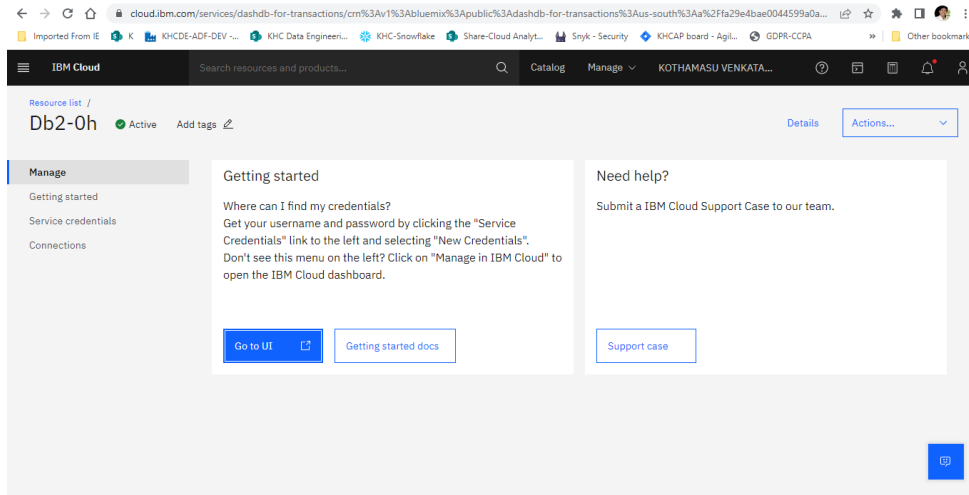 cloud.ibm.com/services/dashdb-for-transactions/crn%3Av1%3Abluemix%3Apublic%3Adashdb-for-transactions%3Aus-south%3Aa%2Ffa29e4bae0044599a0a...
Imported From IE K KHCDE-ADF-DEV -... KHC Data Engineeri... KHC-Snowflake Share-Cloud Analyt... Snyk - Security KHCAP board - Agil... GDPR-CCPA » Other bookmark
IBM Cloud Search resources and products... Catalog Manage KOTHAMASU VENKATA...
Resource list /
Db2-0h Active Add tags Details Actions...
Manage
Getting started
Service credentials
Connections
Getting started
Where can I find my credentials?
Get your username and password by clicking the "Service
Credentials" link to the left and selecting "New Credentials".
Don't see this menu on the left? Click on "Manage in IBM Cloud" to
open the IBM Cloud dashboard.
Go to UI Getting started docs
Need help?
Submit a IBM Cloud Support Case to our team.
Support case